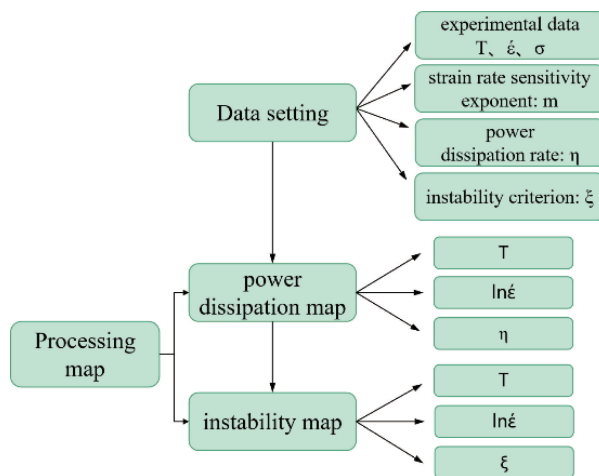 experimental data
T、έ、σ
strain rate sensitivity
exponent: m
Data setting
power
dissipation rate: η
instability criterion: ξ
power
dissipation map
T
lnέ
η
Processing
map
instability map
T
lnέ
ξ